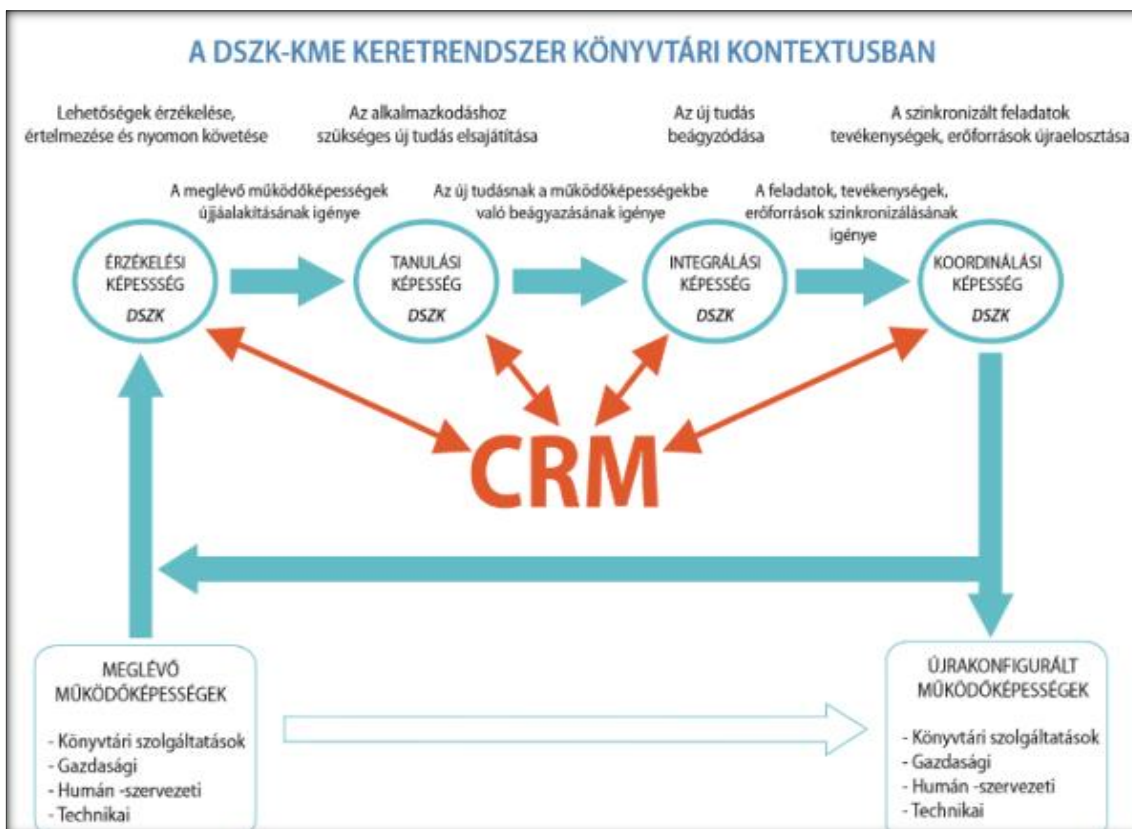 A DSZK-KME KERETRENDSZER KÖNYVTÁRI KONTEXTUSBAN
Lehetőségek érzékelése,
értelmezése és nyomon követése
Az alkalmazkodáshoz
szükséges új tudás elsajátítása
Az új tudás
beágyzódása
A szinkronizált feladatok
tevékenységek, erőforrások újraelosztása
A meglévő működőképességek
újjáalakításának igénye
Az új tudásnak a működőképességekbe
való beágyazásának igénye
A feladatok, tevékenységek,
erőforrások szinkronizálásának
igénye
ÉRZÉKELÉSI
KÉPESSSÉG
DSZK
TANULÁSI
KÉPESSÉG
DSZK
INTEGRÁLÁSI
KÉPESSÉG
DSZK
KOORDINÁLÁSI
KÉPESSÉG
DSZK
CRM
MEGLÉVŐ
MŰKÖDŐKÉPESSÉGEK
- Könyvtári szolgáltatások
- Gazdasági
- Humán -szervezeti
- Technikai
ÚJRAKONFIGURÁLT
MŰKÖDŐKÉPESSÉGEK
- Könyvtári szolgáltatások
- Gazdasági
- Humán -szervezeti
- Technikai